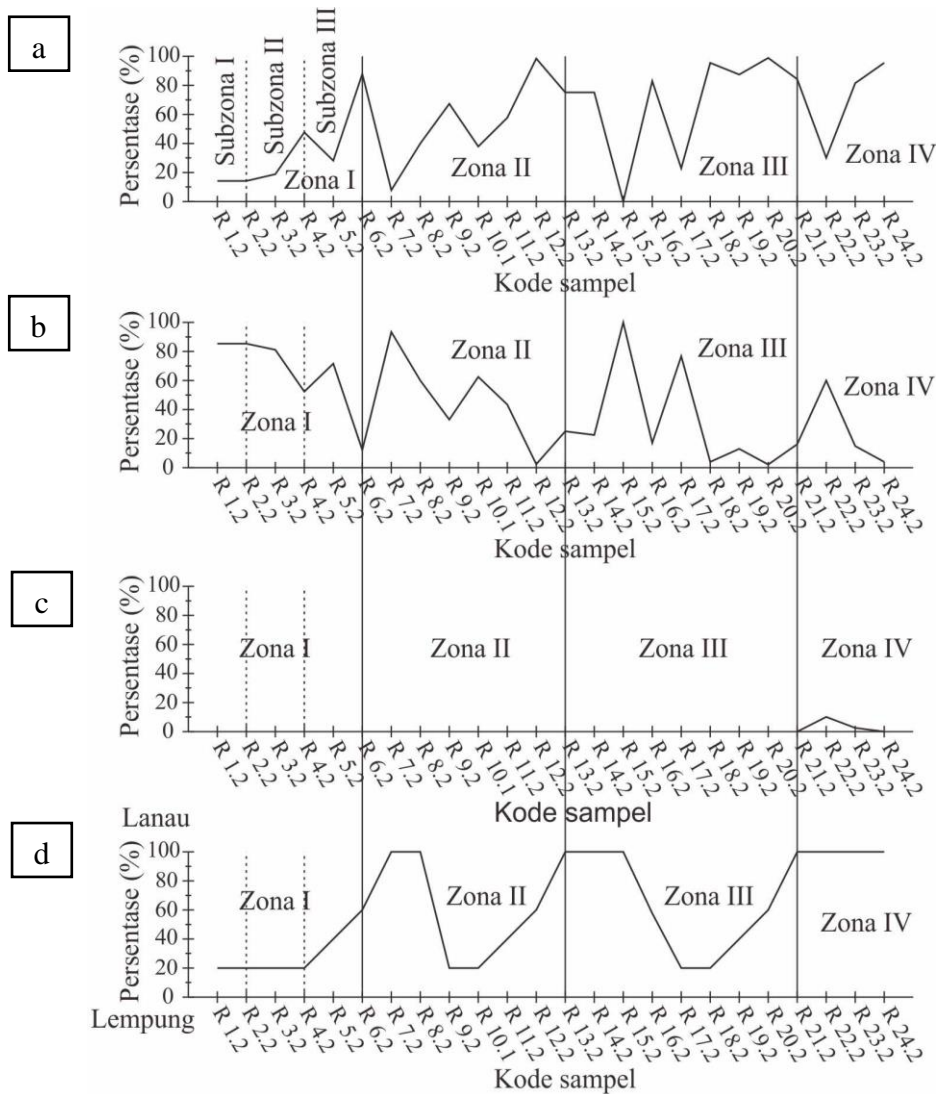 a
Persentase (%)
100
80
60
40
20
0
Subzona I
Subzona II
Subzona III
Zona I
Zona II
Zona III
Zona IV
R 1.2
R 2.2
R 3.2
R 4.2
R 5.2
R 6.2
R 7.2
R 8.2
R 9.2
R 10.1
R 11.2
R 12.2
R 13.2
R 14.2
R 15.2
R 16.2
R 17.2
R 18.2
R 19.2
R 20.2
R 21.2
R 22.2
R 23.2
R 24.2
Kode sampel
b
Persentase (%)
100
80
60
40
20
0
Zona I
Zona II
Zona III
Zona IV
R 1.2
R 2.2
R 3.2
R 4.2
R 5.2
R 6.2
R 7.2
R 8.2
R 9.2
R 10.1
R 11.2
R 12.2
R 13.2
R 14.2
R 15.2
R 16.2
R 17.2
R 18.2
R 19.2
R 20.2
R 21.2
R 22.2
R 23.2
R 24.2
Kode sampel
c
Persentase (%)
100
80
60
40
20
0
Zona I
Zona II
Zona III
Zona IV
R 1.2
R 2.2
R 3.2
R 4.2
R 5.2
R 6.2
R 7.2
R 8.2
R 9.2
R 10.1
R 11.2
R 12.2
R 13.2
R 14.2
R 15.2
R 16.2
R 17.2
R 18.2
R 19.2
R 20.2
R 21.2
R 22.2
R 23.2
R 24.2
Kode sampel
d
Lanau
Persentase (%)
100
80
60
40
20
0
Lempung
Zona I
Zona II
Zona III
Zona IV
R 1.2
R 2.2
R 3.2
R 4.2
R 5.2
R 6.2
R 7.2
R 8.2
R 9.2
R 10.1
R 11.2
R 12.2
R 13.2
R 14.2
R 15.2
R 16.2
R 17.2
R 18.2
R 19.2
R 20.2
R 21.2
R 22.2
R 23.2
R 24.2
Kode sampel